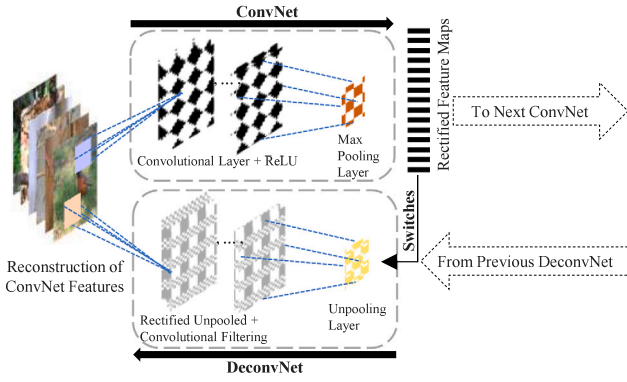 ConvNet
Convolutional Layer + ReLU
Max
Pooling
Layer
Rectified Feature Maps
To Next ConvNet
Switches
From Previous DeconvNet
Reconstruction of
ConvNet Features
Rectified Unpooled +
Convolutional Filtering
Unpooling
Layer
DeconvNet